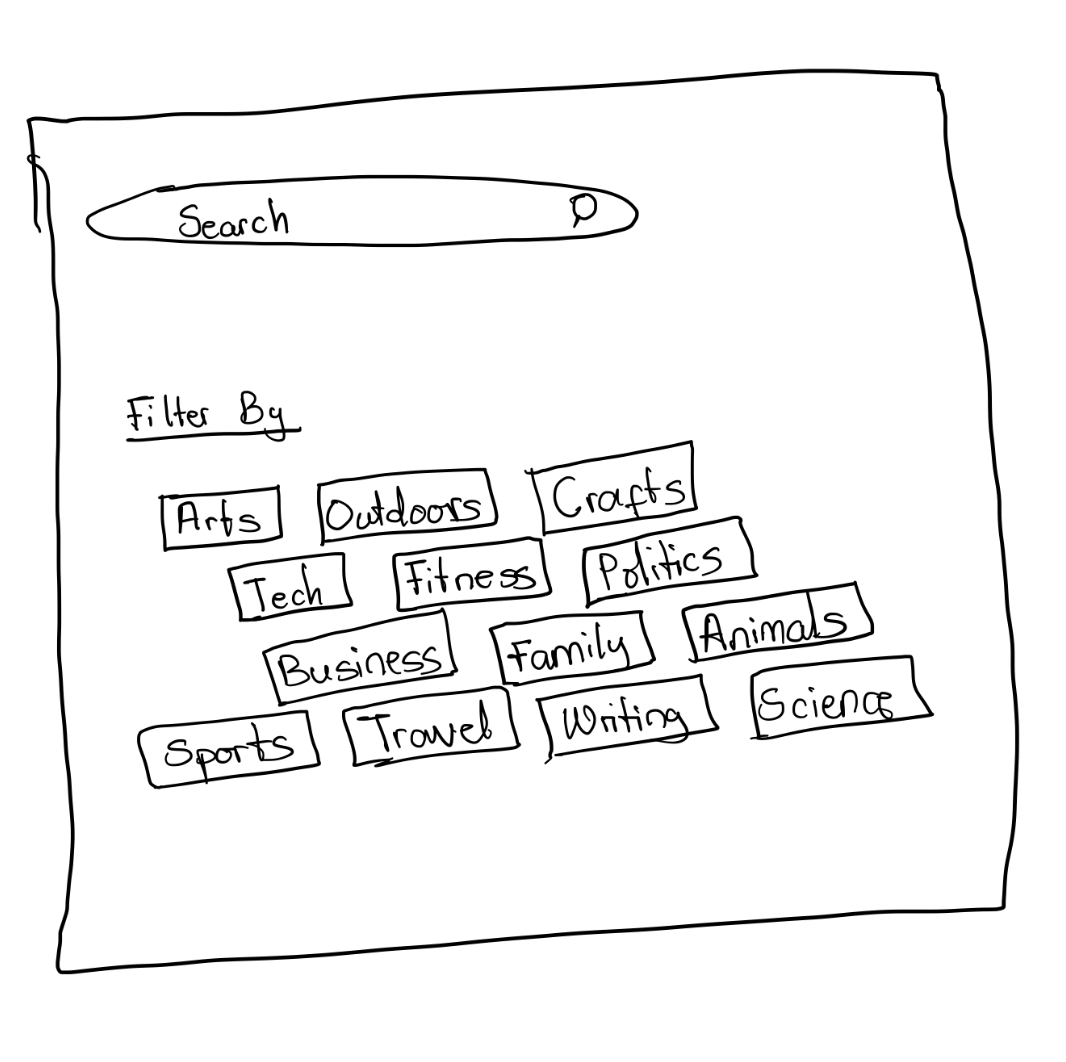 Search
Filter By
Arts Outdoors Crafts
Tech Fitness Politics
Business Family Animals
Sports Travel Writing Science